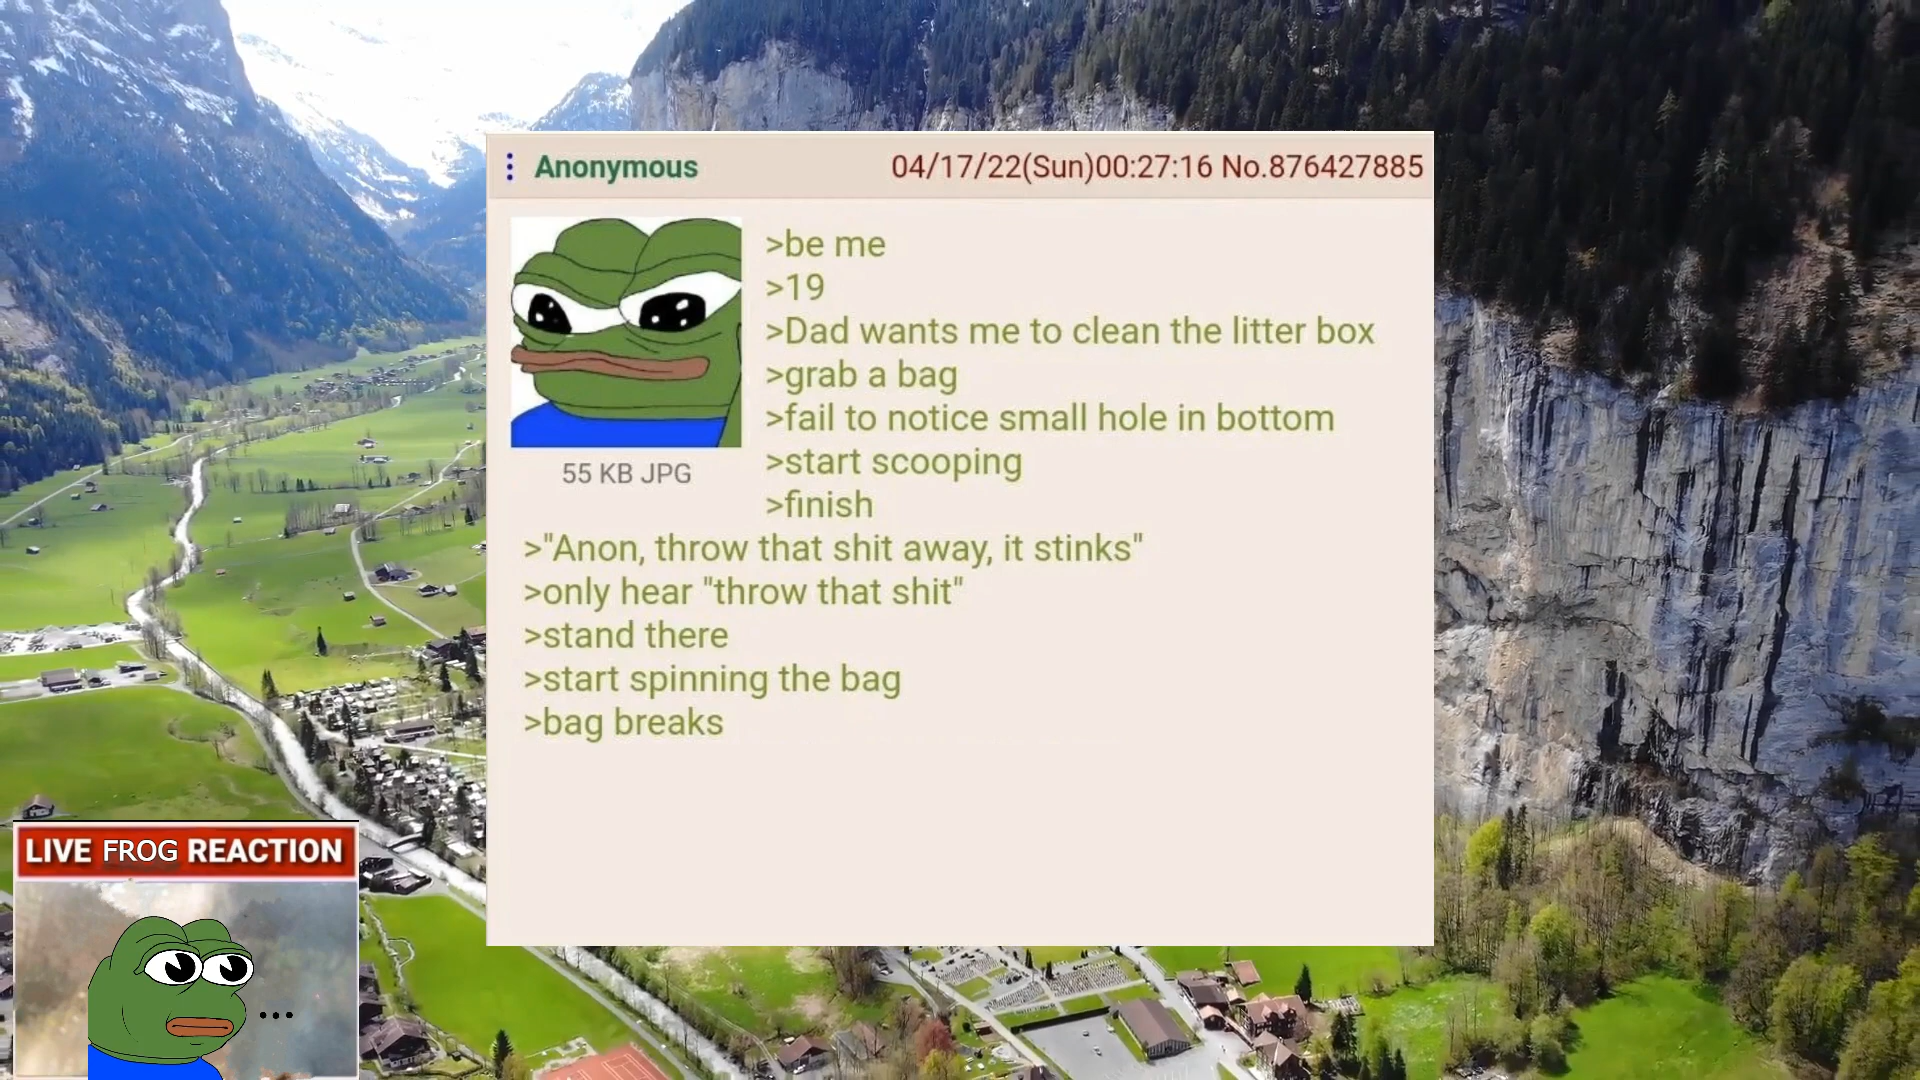 Anonymous 04/17/22(Sun)00:27:16 No.876427885
>be me
>19
>Dad wants me to clean the litter box
>grab a bag
>fail to notice small hole in bottom
>start scooping
>finish
55 KB JPG
>"Anon, throw that shit away, it stinks"
>only hear "throw that shit"
>stand there
>start spinning the bag
>bag breaks
LIVE FROG REACTION
...